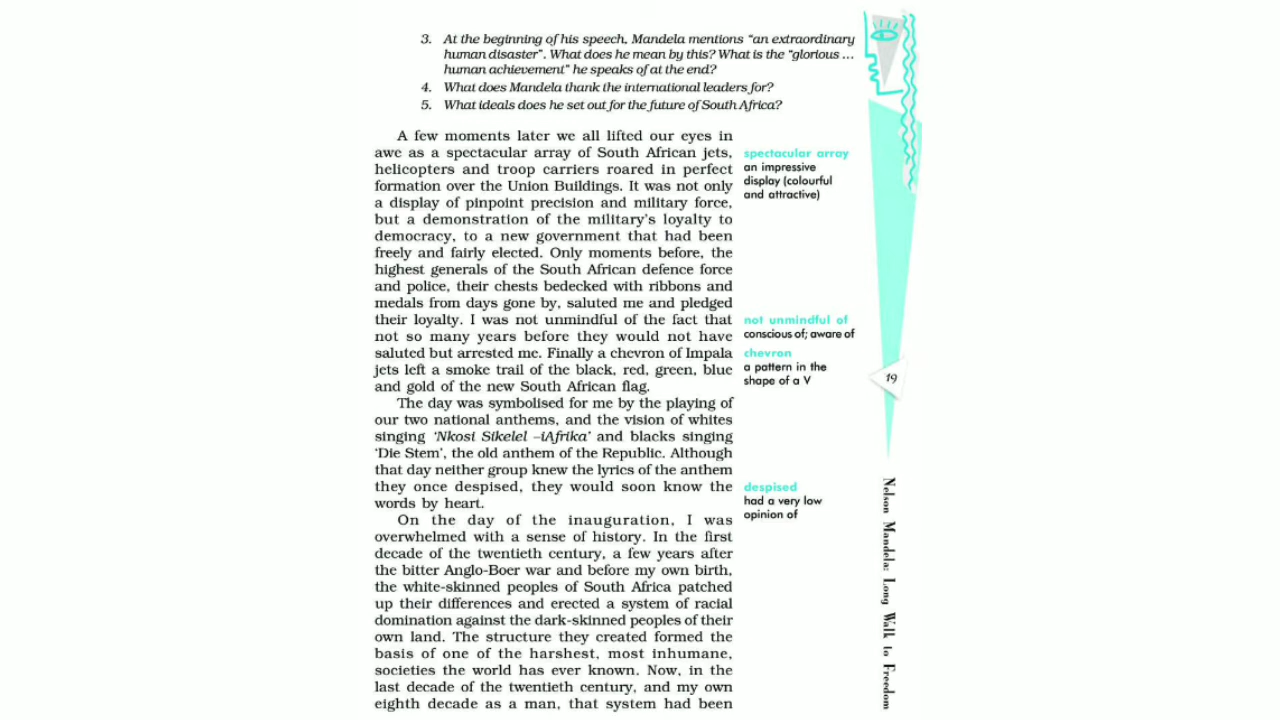 3. At the beginning of his speech, Mandela mentions “an extraordinary
human disaster”. What does he mean by this? What is the “glorious …
human achievement” he speaks of at the end?
4. What does Mandela thank the international leaders for?
5. What ideals does he set out for the future of South Africa?
A few moments later we all lifted our eyes in
awe as a spectacular array of South African jets,
helicopters and troop carriers roared in perfect
formation over the Union Buildings. It was not only
a display of pinpoint precision and military force,
but a demonstration of the military’s loyalty to
democracy, to a new government that had been
freely and fairly elected. Only moments before, the
highest generals of the South African defence force
and police, their chests bedecked with ribbons and
medals from days gone by, saluted me and pledged
their loyalty. I was not unmindful of the fact that
not so many years before they would not have
saluted but arrested me. Finally a chevron of Impala
jets left a smoke trail of the black, red, green, blue
and gold of the new South African flag.
The day was symbolised for me by the playing of
our two national anthems, and the vision of whites
singing ‘Nkosi Sikelel –iAfrika’ and blacks singing
‘Die Stem’, the old anthem of the Republic. Although
that day neither group knew the lyrics of the anthem
they once despised, they would soon know the
words by heart.
On the day of the inauguration, I was
overwhelmed with a sense of history. In the first
decade of the twentieth century, a few years after
the bitter Anglo-Boer war and before my own birth,
the white-skinned peoples of South Africa patched
up their differences and erected a system of racial
domination against the dark-skinned peoples of their
own land. The structure they created formed the
basis of one of the harshest, most inhumane,
societies the world has ever known. Now, in the
last decade of the twentieth century, and my own
eighth decade as a man, that system had been
spectacular array
an impressive
display (colourful
and attractive)
not unmindful of
conscious of; aware of
chevron
a pattern in the
shape of a V
despised
had a very low
opinion of
19
Nelson Mandela: Long Walk to Freedom